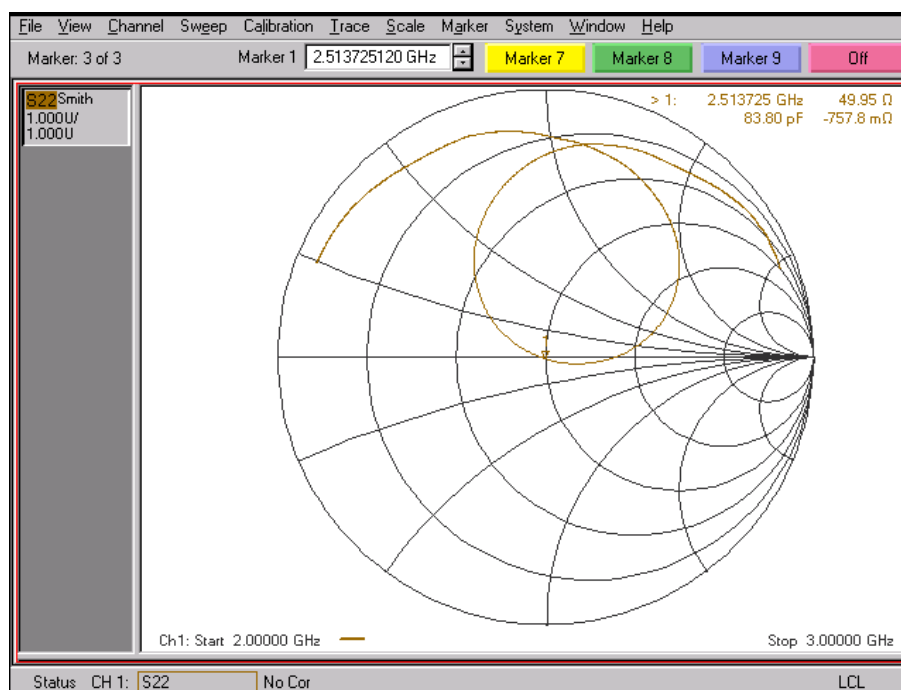 File View Channel Sweep Calibration Trace Scale Marker System Window Help
Marker: 3 of 3 Marker 1 2.513725120 GHz Marker 7 Marker 8 Marker 9 Off
S22 Smith
1.000U/
1.000U
> 1: 2.513725 GHz 49.95 Ω
83.80 pF -757.8 mΩ
Ch1: Start 2.00000 GHz Stop 3.00000 GHz
Status CH 1: S22 No Cor LCL